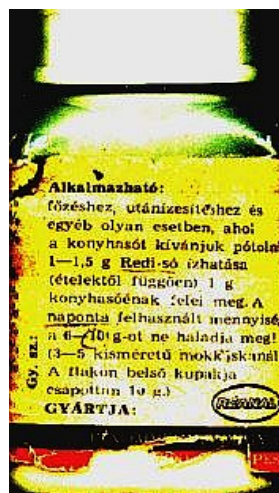 Alkalmazható:
főzéshez, utánizesítéshez és
egyéb olyan esetben, ahol
a konyhasót kívánjuk pótolni
1—1,5 g Redi-só ízhatása
(ételektől függően) 1 g
konyhasóénak felel meg. A
naponta felhasznált mennyiség
a 6—10 g-ot ne haladja meg!
(3—5 kisméretű mokkáskanál
A flakon belső kupakja
csapottan 10 g.)
GYÁRTJA:
REANAL
Gy. sz.: